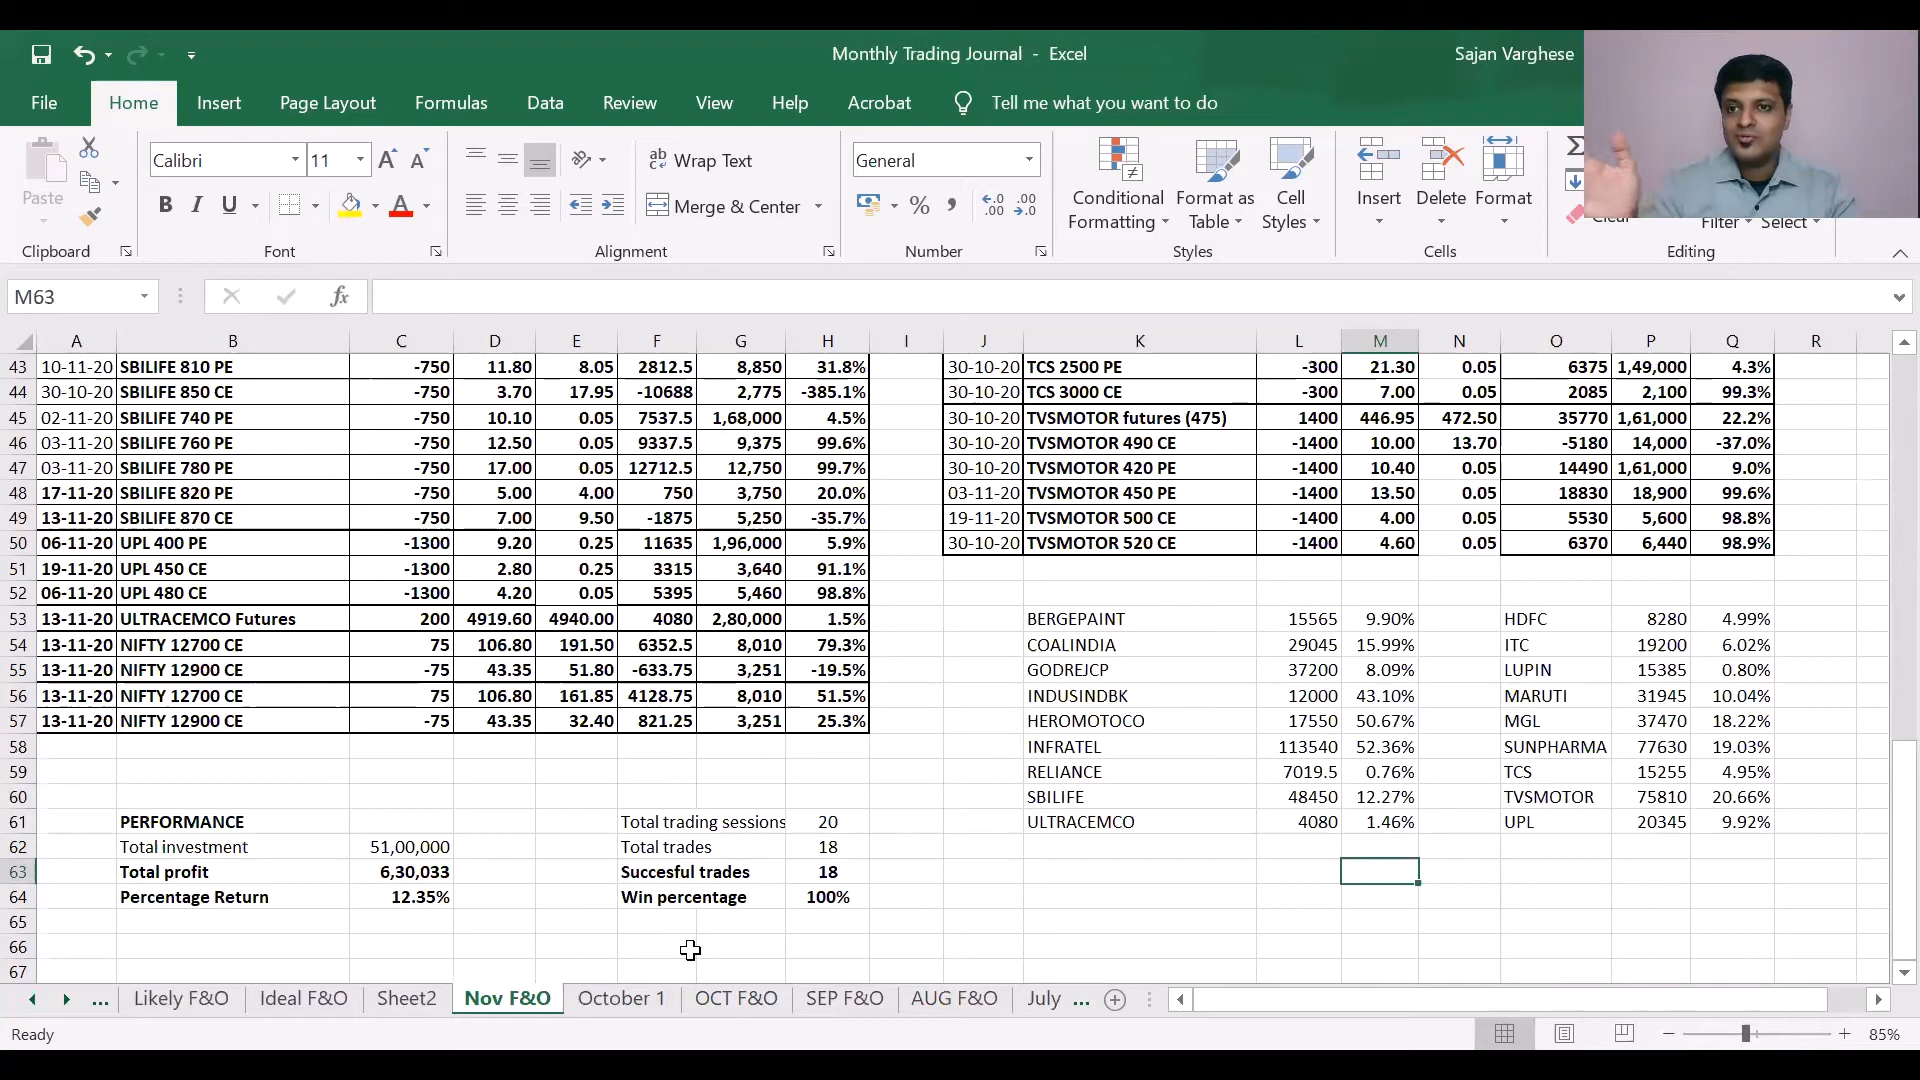 Monthly Trading Journal - Excel
Sajan Varghese
File Home Insert Page Layout Formulas Data Review View Help Acrobat Tell me what you want to do
Calibri 11 Wrap Text General
Paste Merge & Center Conditional Formatting Format as Table Cell Styles Insert Delete Format
Clear Filter Select
Clipboard Font Alignment Number Styles Cells Editing
M63 fx
A B C D E F G H I J K L M N O P Q R
43 10-11-20 SBILIFE 810 PE -750 11.80 8.05 2812.5 8,850 31.8% 30-10-20 TCS 2500 PE -300 21.30 0.05 6375 1,49,000 4.3%
44 30-10-20 SBILIFE 850 CE -750 3.70 17.95 -10688 2,775 -385.1% 30-10-20 TCS 3000 CE -300 7.00 0.05 2085 2,100 99.3%
45 02-11-20 SBILIFE 740 PE -750 10.10 0.05 7537.5 1,68,000 4.5% 30-10-20 TVSMOTOR futures (475) 1400 446.95 472.50 35770 1,61,000 22.2%
46 03-11-20 SBILIFE 760 PE -750 12.50 0.05 9337.5 9,375 99.6% 30-10-20 TVSMOTOR 490 CE -1400 10.00 13.70 -5180 14,000 -37.0%
47 03-11-20 SBILIFE 780 PE -750 17.00 0.05 12712.5 12,750 99.7% 30-10-20 TVSMOTOR 420 PE -1400 10.40 0.05 14490 1,61,000 9.0%
48 17-11-20 SBILIFE 820 PE -750 5.00 4.00 750 3,750 20.0% 03-11-20 TVSMOTOR 450 PE -1400 13.50 0.05 18830 18,900 99.6%
49 13-11-20 SBILIFE 870 CE -750 7.00 9.50 -1875 5,250 -35.7% 19-11-20 TVSMOTOR 500 CE -1400 4.00 0.05 5530 5,600 98.8%
50 06-11-20 UPL 400 PE -1300 9.20 0.25 11635 1,96,000 5.9% 30-10-20 TVSMOTOR 520 CE -1400 4.60 0.05 6370 6,440 98.9%
51 19-11-20 UPL 450 CE -1300 2.80 0.25 3315 3,640 91.1%
52 06-11-20 UPL 480 CE -1300 4.20 0.05 5395 5,460 98.8%
53 13-11-20 ULTRACEMCO Futures 200 4919.60 4940.00 4080 2,80,000 1.5% BERGEPAINT 15565 9.90% HDFC 8280 4.99%
54 13-11-20 NIFTY 12700 CE 75 106.80 191.50 6352.5 8,010 79.3% COALINDIA 29045 15.99% ITC 19200 6.02%
55 13-11-20 NIFTY 12900 CE -75 43.35 51.80 -633.75 3,251 -19.5% GODREJCP 37200 8.09% LUPIN 15385 0.80%
56 13-11-20 NIFTY 12700 CE 75 106.80 161.85 4128.75 8,010 51.5% INDUSINDBK 12000 43.10% MARUTI 31945 10.04%
57 13-11-20 NIFTY 12900 CE -75 43.35 32.40 821.25 3,251 25.3% HEROMOTOCO 17550 50.67% MGL 37470 18.22%
58 INFRATEL 113540 52.36% SUNPHARMA 77630 19.03%
59 RELIANCE 7019.5 0.76% TCS 15255 4.95%
60 SBILIFE 48450 12.27% TVSMOTOR 75810 20.66%
61 PERFORMANCE Total trading sessions 20 ULTRACEMCO 4080 1.46% UPL 20345 9.92%
62 Total investment 51,00,000 Total trades 18
63 Total profit 6,30,033 Succesful trades 18
64 Percentage Return 12.35% Win percentage 100%
65
66
67
... Likely F&O Ideal F&O Sheet2 Nov F&O October 1 OCT F&O SEP F&O AUG F&O July ...
Ready 85%